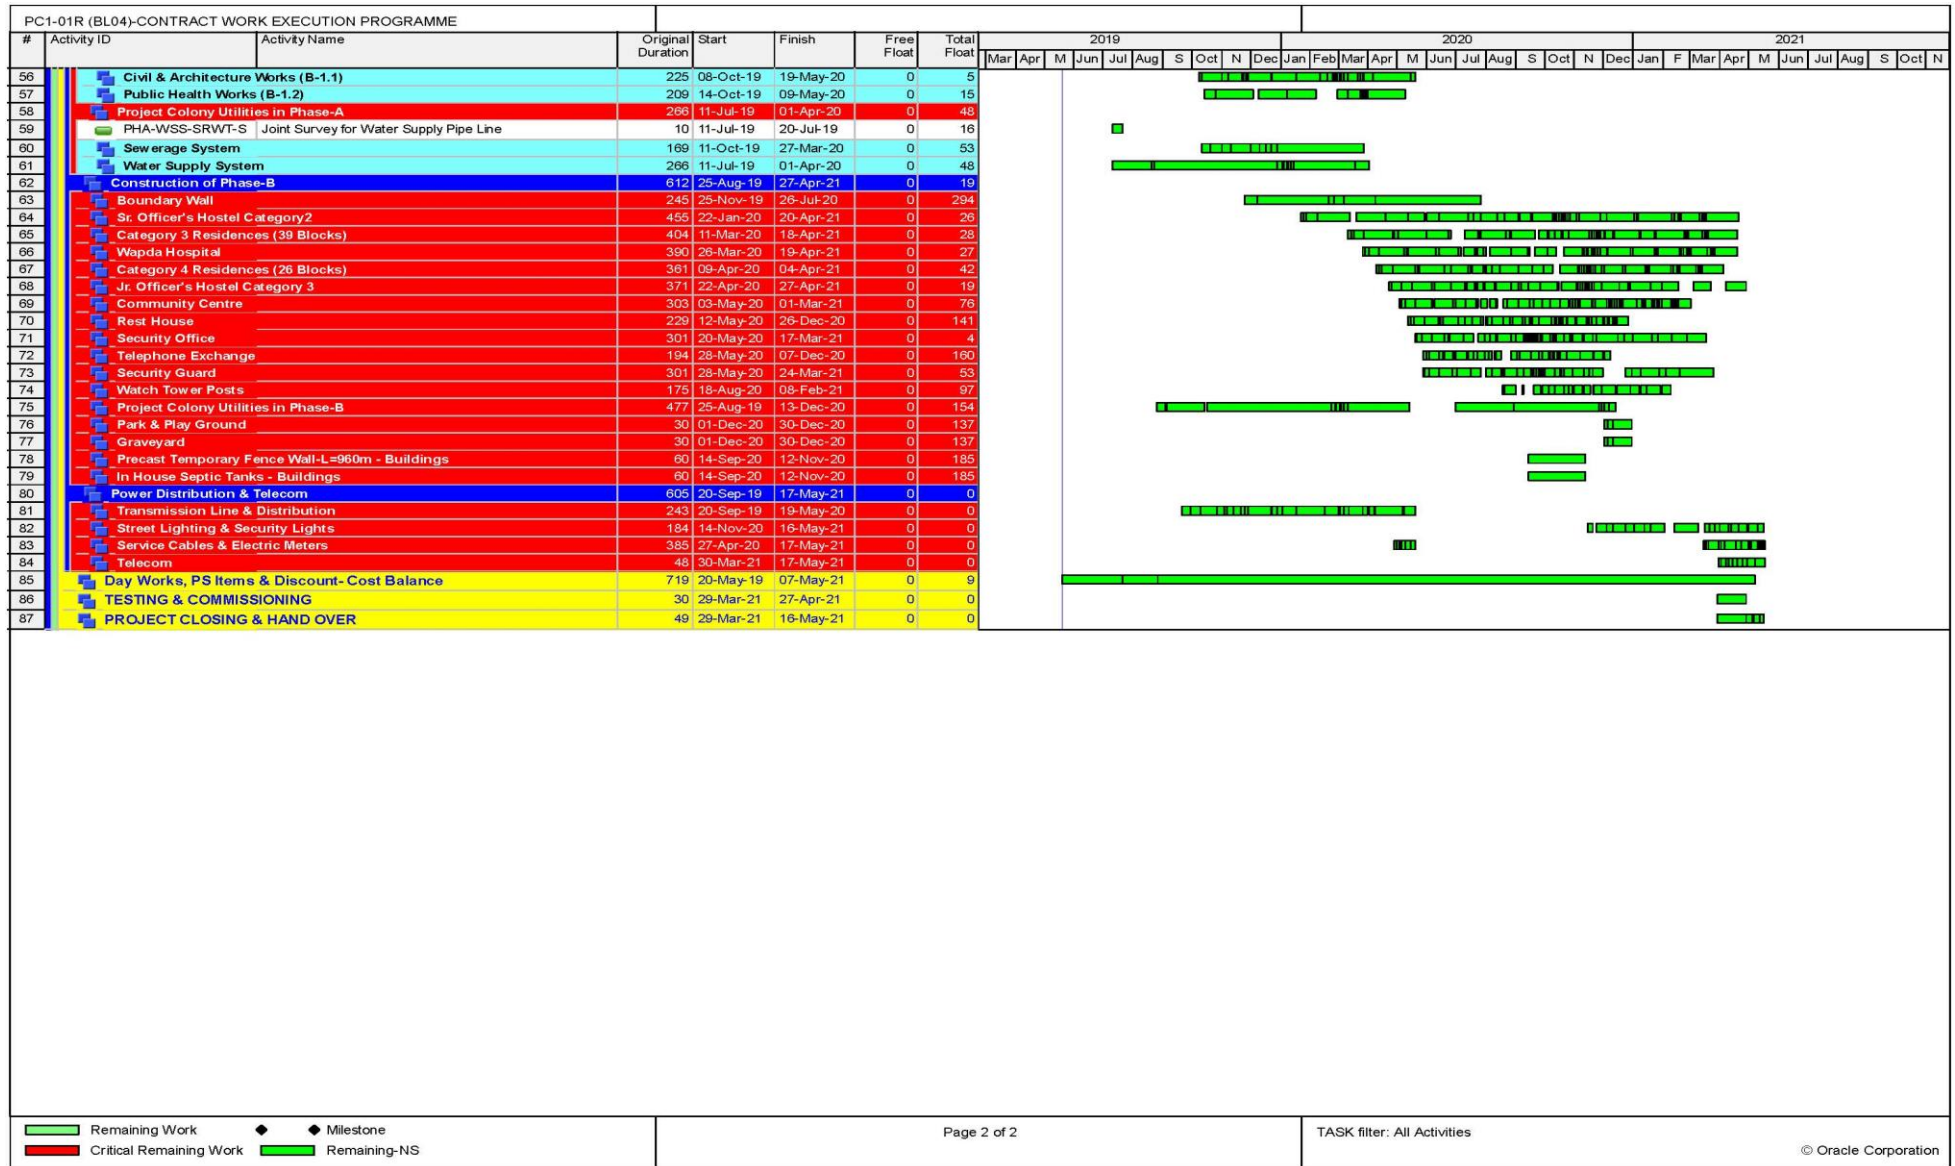 PC1-01R (BL04)-CONTRACT WORK EXECUTION PROGRAMME
# Activity ID Activity Name Original Duration Start Finish Free Float Total Float 2019 2020 2021
Mar Apr M Jun Jul Aug S Oct N Dec Jan Feb Mar Apr M Jun Jul Aug S Oct N Dec Jan F Mar Apr M Jun Jul Aug S Oct N
56 Civil & Architecture Works (B-1.1) 225 08-Oct-19 19-May-20 0 5
57 Public Health Works (B-1.2) 209 14-Oct-19 09-May-20 0 15
58 Project Colony Utilities in Phase-A 266 11-Jul-19 01-Apr-20 0 48
59 PHA-WSS-SRWT-S Joint Survey for Water Supply Pipe Line 10 11-Jul-19 20-Jul-19 0 16
60 Sewerage System 169 11-Oct-19 27-Mar-20 0 53
61 Water Supply System 266 11-Jul-19 01-Apr-20 0 48
62 Construction of Phase-B 612 25-Aug-19 27-Apr-21 0 19
63 Boundary Wall 245 25-Nov-19 26-Jul-20 0 294
64 Sr. Officer's Hostel Category2 455 22-Jan-20 20-Apr-21 0 26
65 Category 3 Residences (39 Blocks) 404 11-Mar-20 18-Apr-21 0 28
66 Wapda Hospital 390 26-Mar-20 19-Apr-21 0 27
67 Category 4 Residences (26 Blocks) 361 09-Apr-20 04-Apr-21 0 42
68 Jr. Officer's Hostel Category 3 371 22-Apr-20 27-Apr-21 0 19
69 Community Centre 303 03-May-20 01-Mar-21 0 76
70 Rest House 229 12-May-20 26-Dec-20 0 141
71 Security Office 301 20-May-20 17-Mar-21 0 4
72 Telephone Exchange 194 28-May-20 07-Dec-20 0 160
73 Security Guard 301 28-May-20 24-Mar-21 0 53
74 Watch Tower Posts 175 18-Aug-20 08-Feb-21 0 97
75 Project Colony Utilities in Phase-B 477 25-Aug-19 13-Dec-20 0 154
76 Park & Play Ground 30 01-Dec-20 30-Dec-20 0 137
77 Graveyard 30 01-Dec-20 30-Dec-20 0 137
78 Precast Temporary Fence Wall-L=960m - Buildings 60 14-Sep-20 12-Nov-20 0 185
79 In House Septic Tanks - Buildings 60 14-Sep-20 12-Nov-20 0 185
80 Power Distribution & Telecom 605 20-Sep-19 17-May-21 0 0
81 Transmission Line & Distribution 243 20-Sep-19 19-May-20 0 0
82 Street Lighting & Security Lights 184 14-Nov-20 16-May-21 0 0
83 Service Cables & Electric Meters 385 27-Apr-20 17-May-21 0 0
84 Telecom 48 30-Mar-21 17-May-21 0 0
85 Day Works, PS Items & Discount- Cost Balance 719 20-May-19 07-May-21 0 9
86 TESTING & COMMISSIONING 30 29-Mar-21 27-Apr-21 0 0
87 PROJECT CLOSING & HAND OVER 49 29-Mar-21 16-May-21 0 0
Remaining Work Milestone Page 2 of 2 TASK filter: All Activities
Critical Remaining Work Remaining-NS © Oracle Corporation